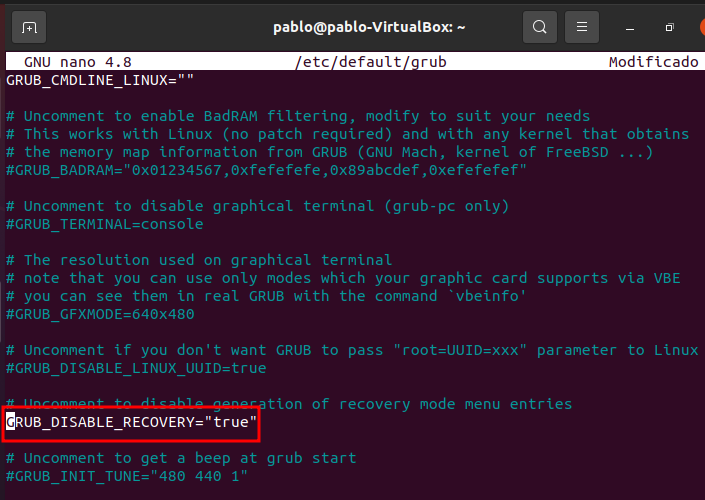 pablo@pablo-VirtualBox: ~
GNU nano 4.8 /etc/default/grub Modificado
GRUB_CMDLINE_LINUX=""
# Uncomment to enable BadRAM filtering, modify to suit your needs
# This works with Linux (no patch required) and with any kernel that obtains
# the memory map information from GRUB (GNU Mach, kernel of FreeBSD ...)
#GRUB_BADRAM="0x01234567,0xfefefefe,0x89abcdef,0xefefefef"
# Uncomment to disable graphical terminal (grub-pc only)
#GRUB_TERMINAL=console
# The resolution used on graphical terminal
# note that you can use only modes which your graphic card supports via VBE
# you can see them in real GRUB with the command `vbeinfo'
#GRUB_GFXMODE=640x480
# Uncomment if you don't want GRUB to pass "root=UUID=xxx" parameter to Linux
#GRUB_DISABLE_LINUX_UUID=true
# Uncomment to disable generation of recovery mode menu entries
GRUB_DISABLE_RECOVERY="true"
# Uncomment to get a beep at grub start
#GRUB_INIT_TUNE="480 440 1"